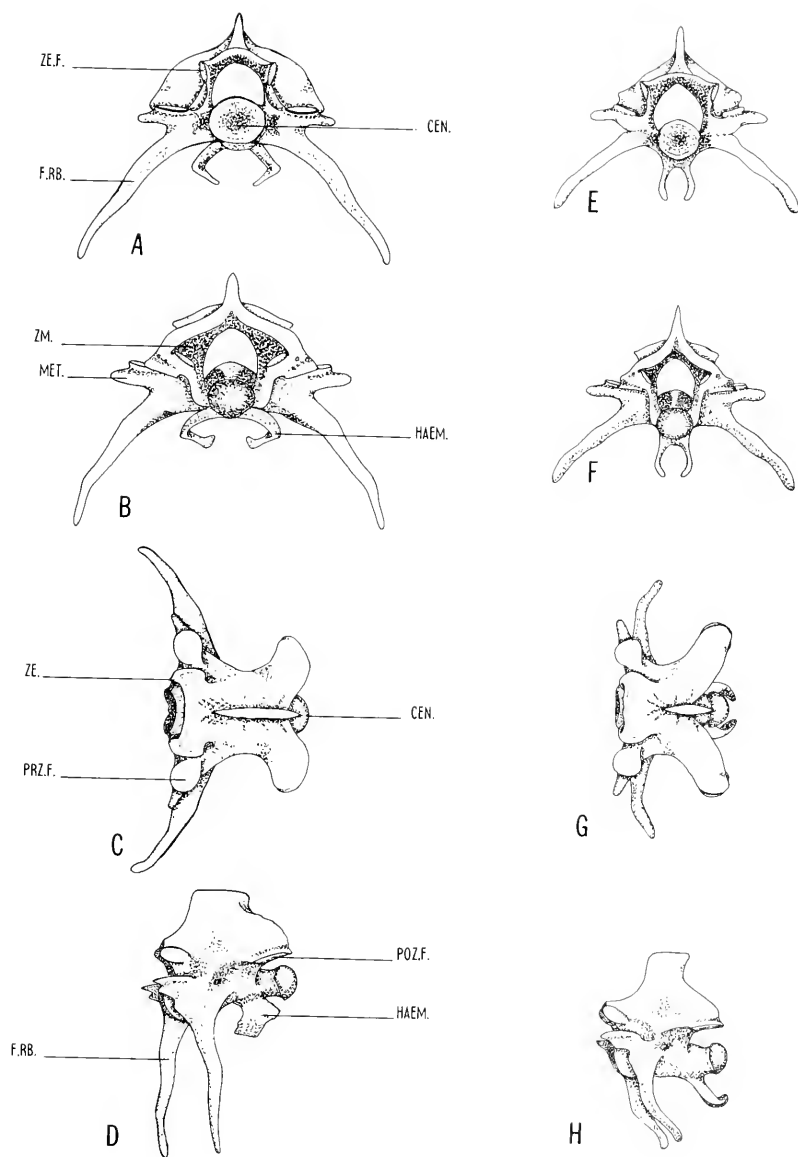 ZE.F.
CEN.
F.RB.
A
E
ZM.
MET.
HAEM.
B
F
ZE.
CEN.
PRZ.F.
C
G
POZ.F.
HAEM.
F.RB.
D
H